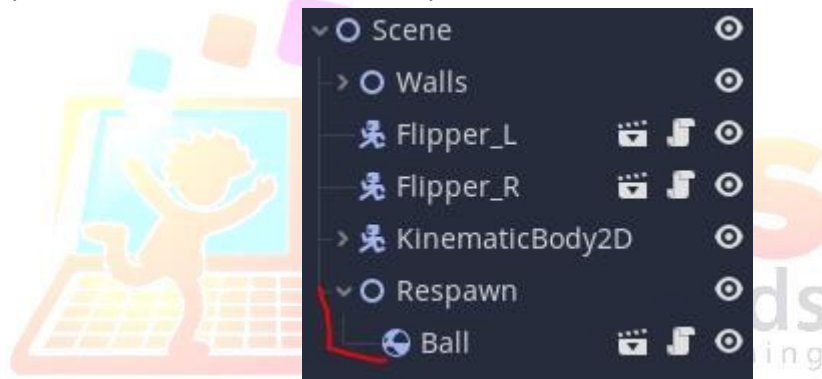 Scene
Walls
Flipper_L
Flipper_R
KinematicBody2D
Respawn
Ball